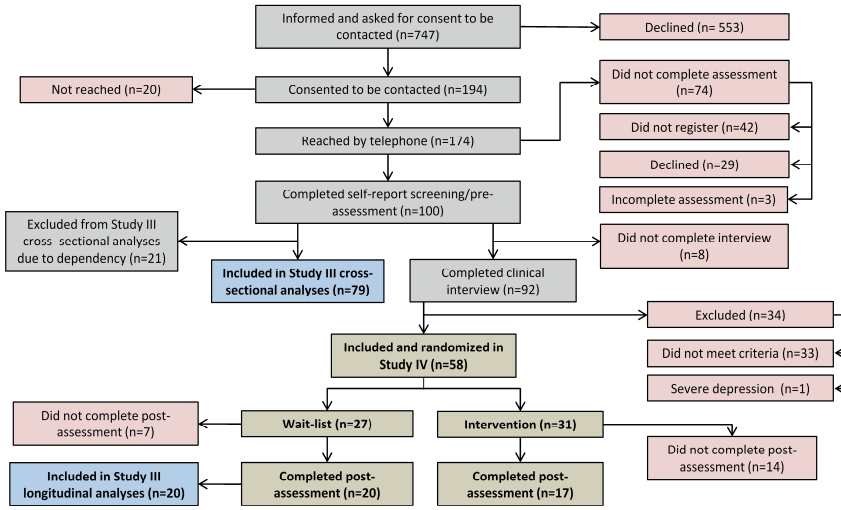 Informed and asked for consent to be
contacted (n=747)
Declined (n= 553)
Not reached (n=20)
Consented to be contacted (n=194)
Did not complete assessment
(n=74)
Reached by telephone (n=174)
Did not register (n=42)
Declined (n=29)
Incomplete assessment (n=3)
Completed self-report screening/pre-
assessment (n=100)
Excluded from Study III
cross-sectional analyses
due to dependency (n=21)
Included in Study III cross-
sectional analyses (n=79)
Completed clinical
interview (n=92)
Did not complete interview
(n=8)
Excluded (n=34)
Included and randomized in
Study IV (n=58)
Did not meet criteria (n=33)
Severe depression (n=1)
Did not complete post-
assessment (n=7)
Wait-list (n=27)
Intervention (n=31)
Did not complete post-
assessment (n=14)
Included in Study III
longitudinal analyses (n=20)
Completed post-
assessment (n=20)
Completed post-
assessment (n=17)